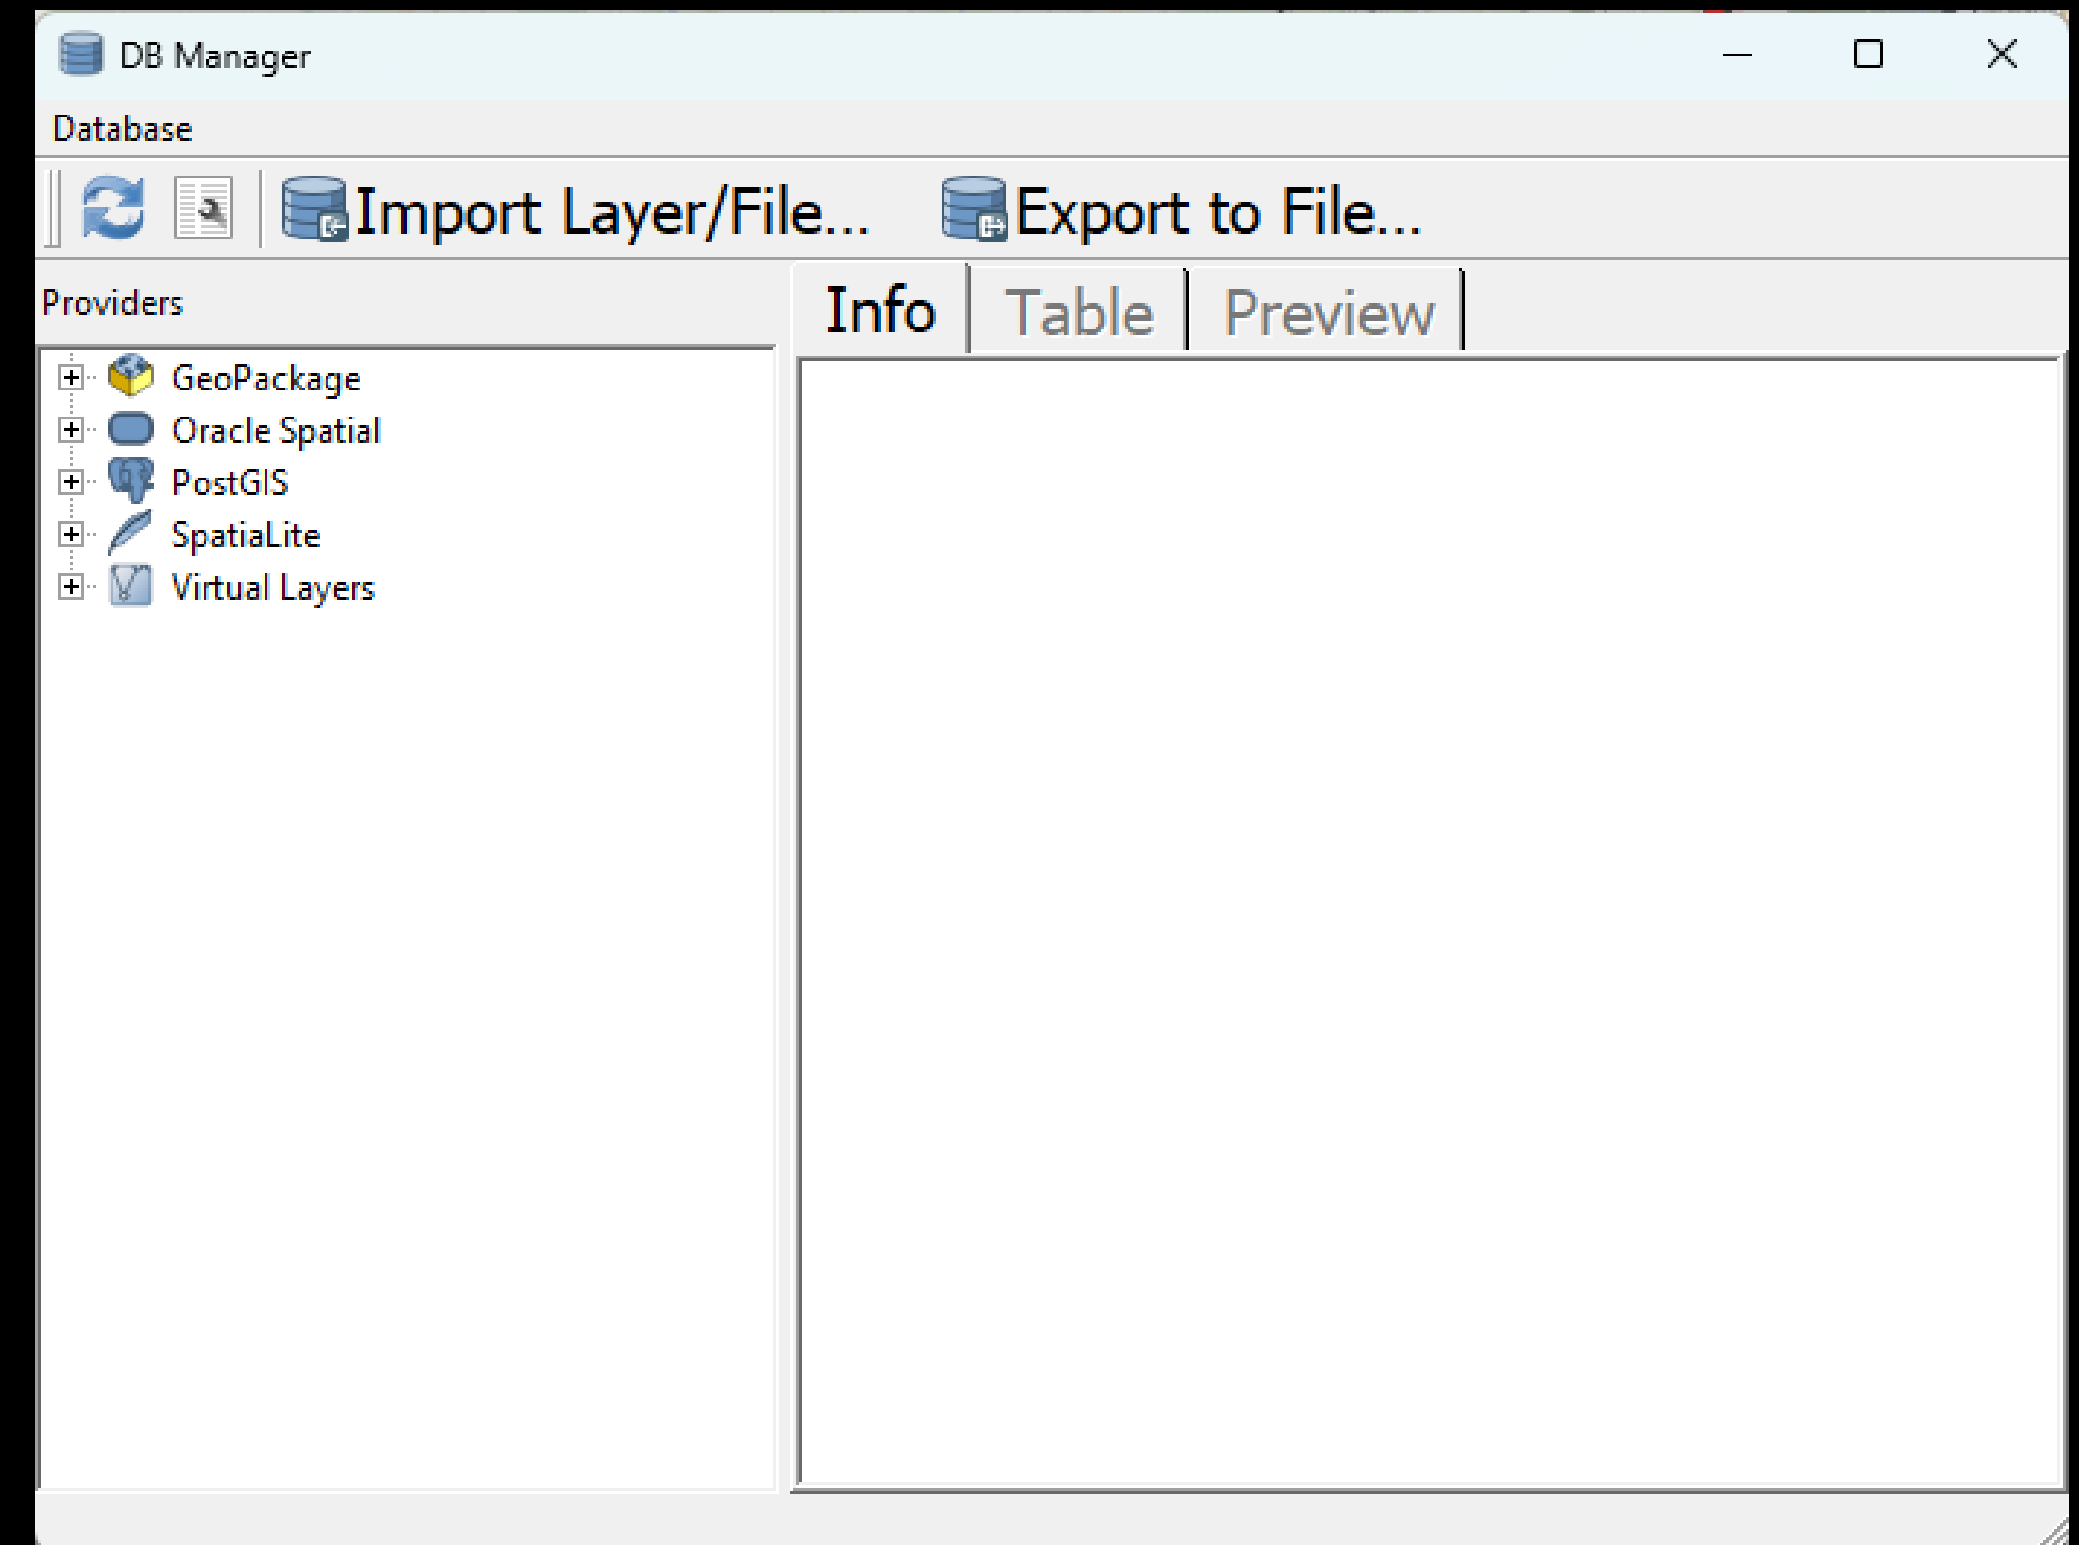 DB Manager
Database
Import Layer/File... Export to File...
Providers
Info Table Preview
GeoPackage
Oracle Spatial
PostGIS
SpatiaLite
Virtual Layers